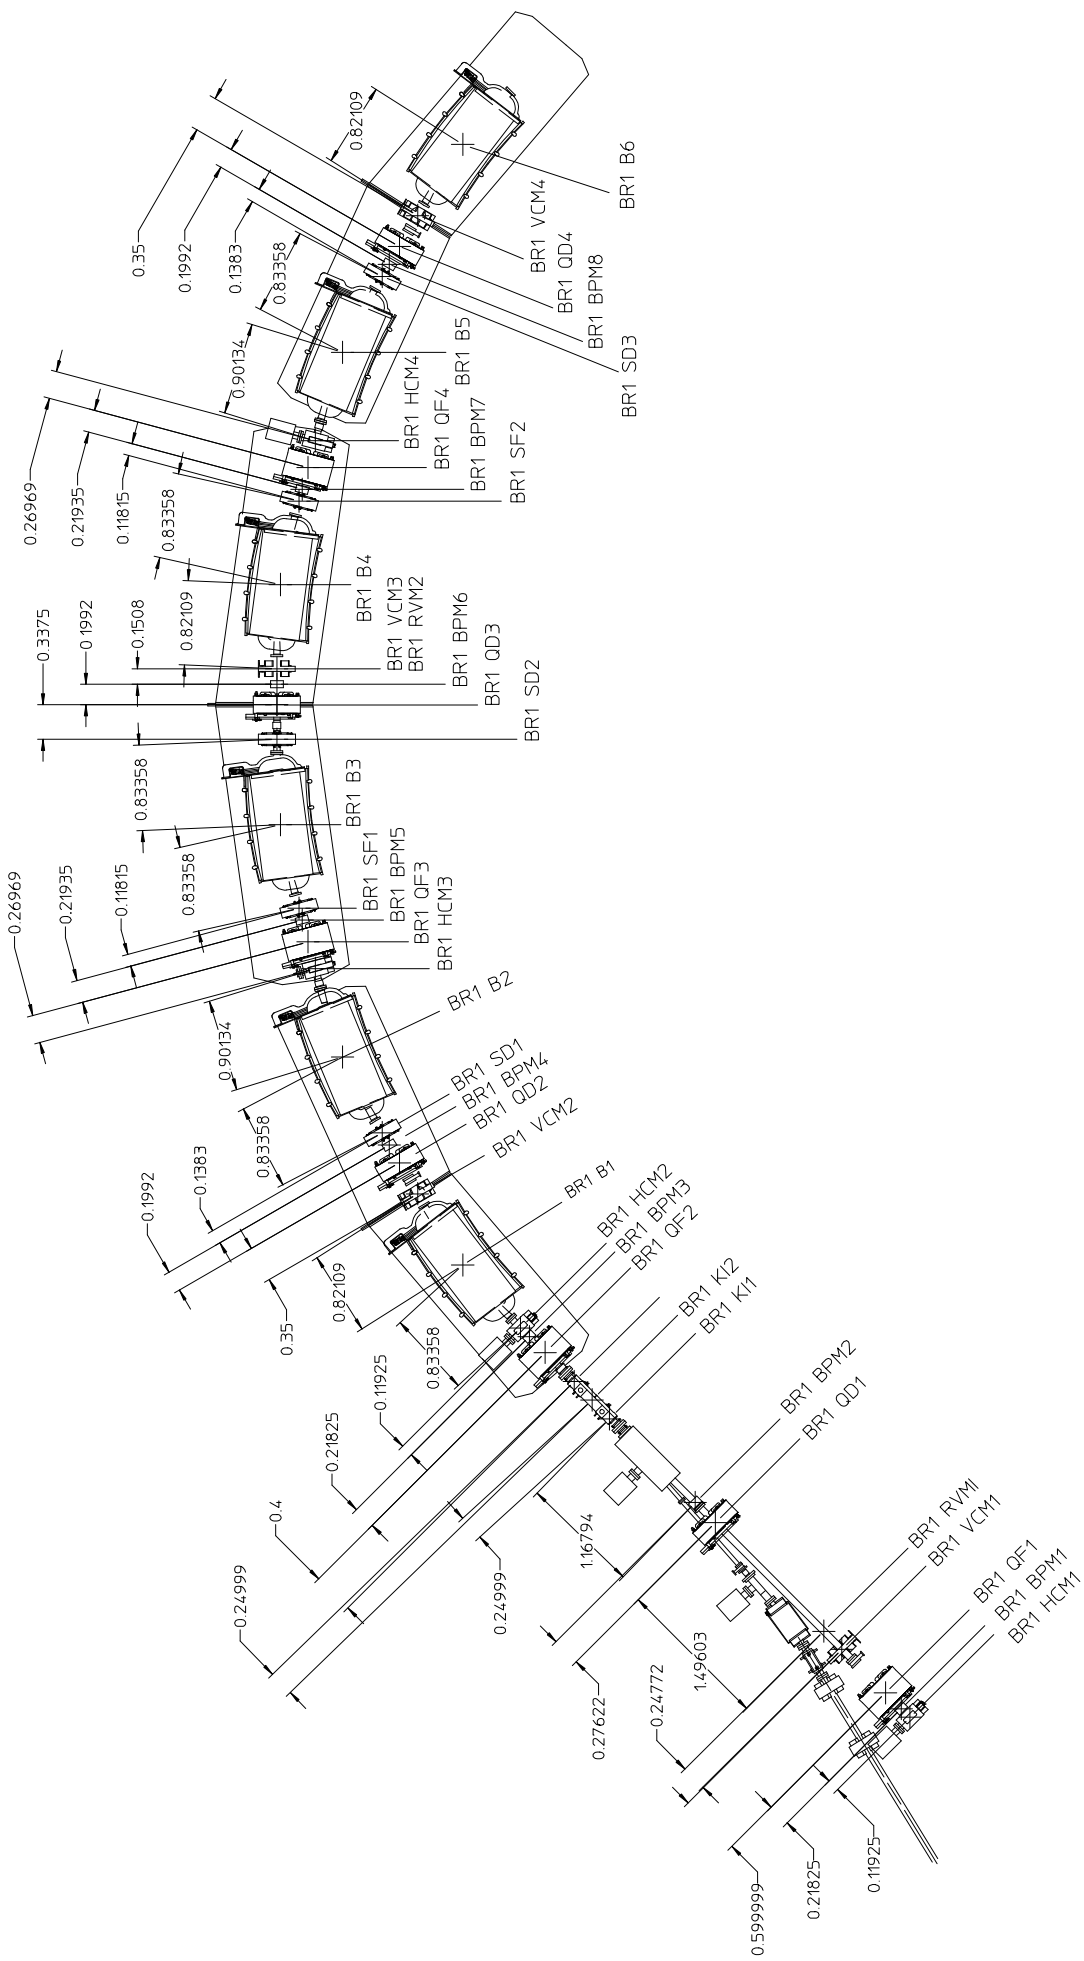 0.82109
0.35
0.1992
0.1383
0.83358
0.90134
BR1 B6
BR1 VCM4
BR1 QD4
BR1 BPM8
BR1 SD3
BR1 B5
BR1 HCM4
BR1 QF4
BR1 BPM7
BR1 SF2
0.26969
0.21935
0.11815
0.83358
0.82109
0.1508
0.1992
0.3375
BR1 B4
BR1 VCM3
BR1 RVM2
BR1 BPM6
BR1 QD3
BR1 SD2
0.83358
BR1 B3
0.83358
0.11815
0.21935
0.26969
BR1 SF1
BR1 BPM5
BR1 QF3
BR1 HCM3
BR1 B2
0.90134
0.83358
0.1383
0.1992
BR1 SD1
BR1 BPM4
BR1 QD2
BR1 VCM2
BR1 B1
0.35
0.82109
0.83358
0.11925
0.21825
0.4
0.24999
BR1 HCM2
BR1 BPM3
BR1 QF2
BR1 KI2
BR1 KI1
0.24999
1.16794
BR1 BPM2
BR1 QD1
0.27622
1.49603
0.24772
BR1 RVM1
BR1 VCM1
BR1 QF1
BR1 BPM1
BR1 HCM1
0.599999
0.21825
0.11925